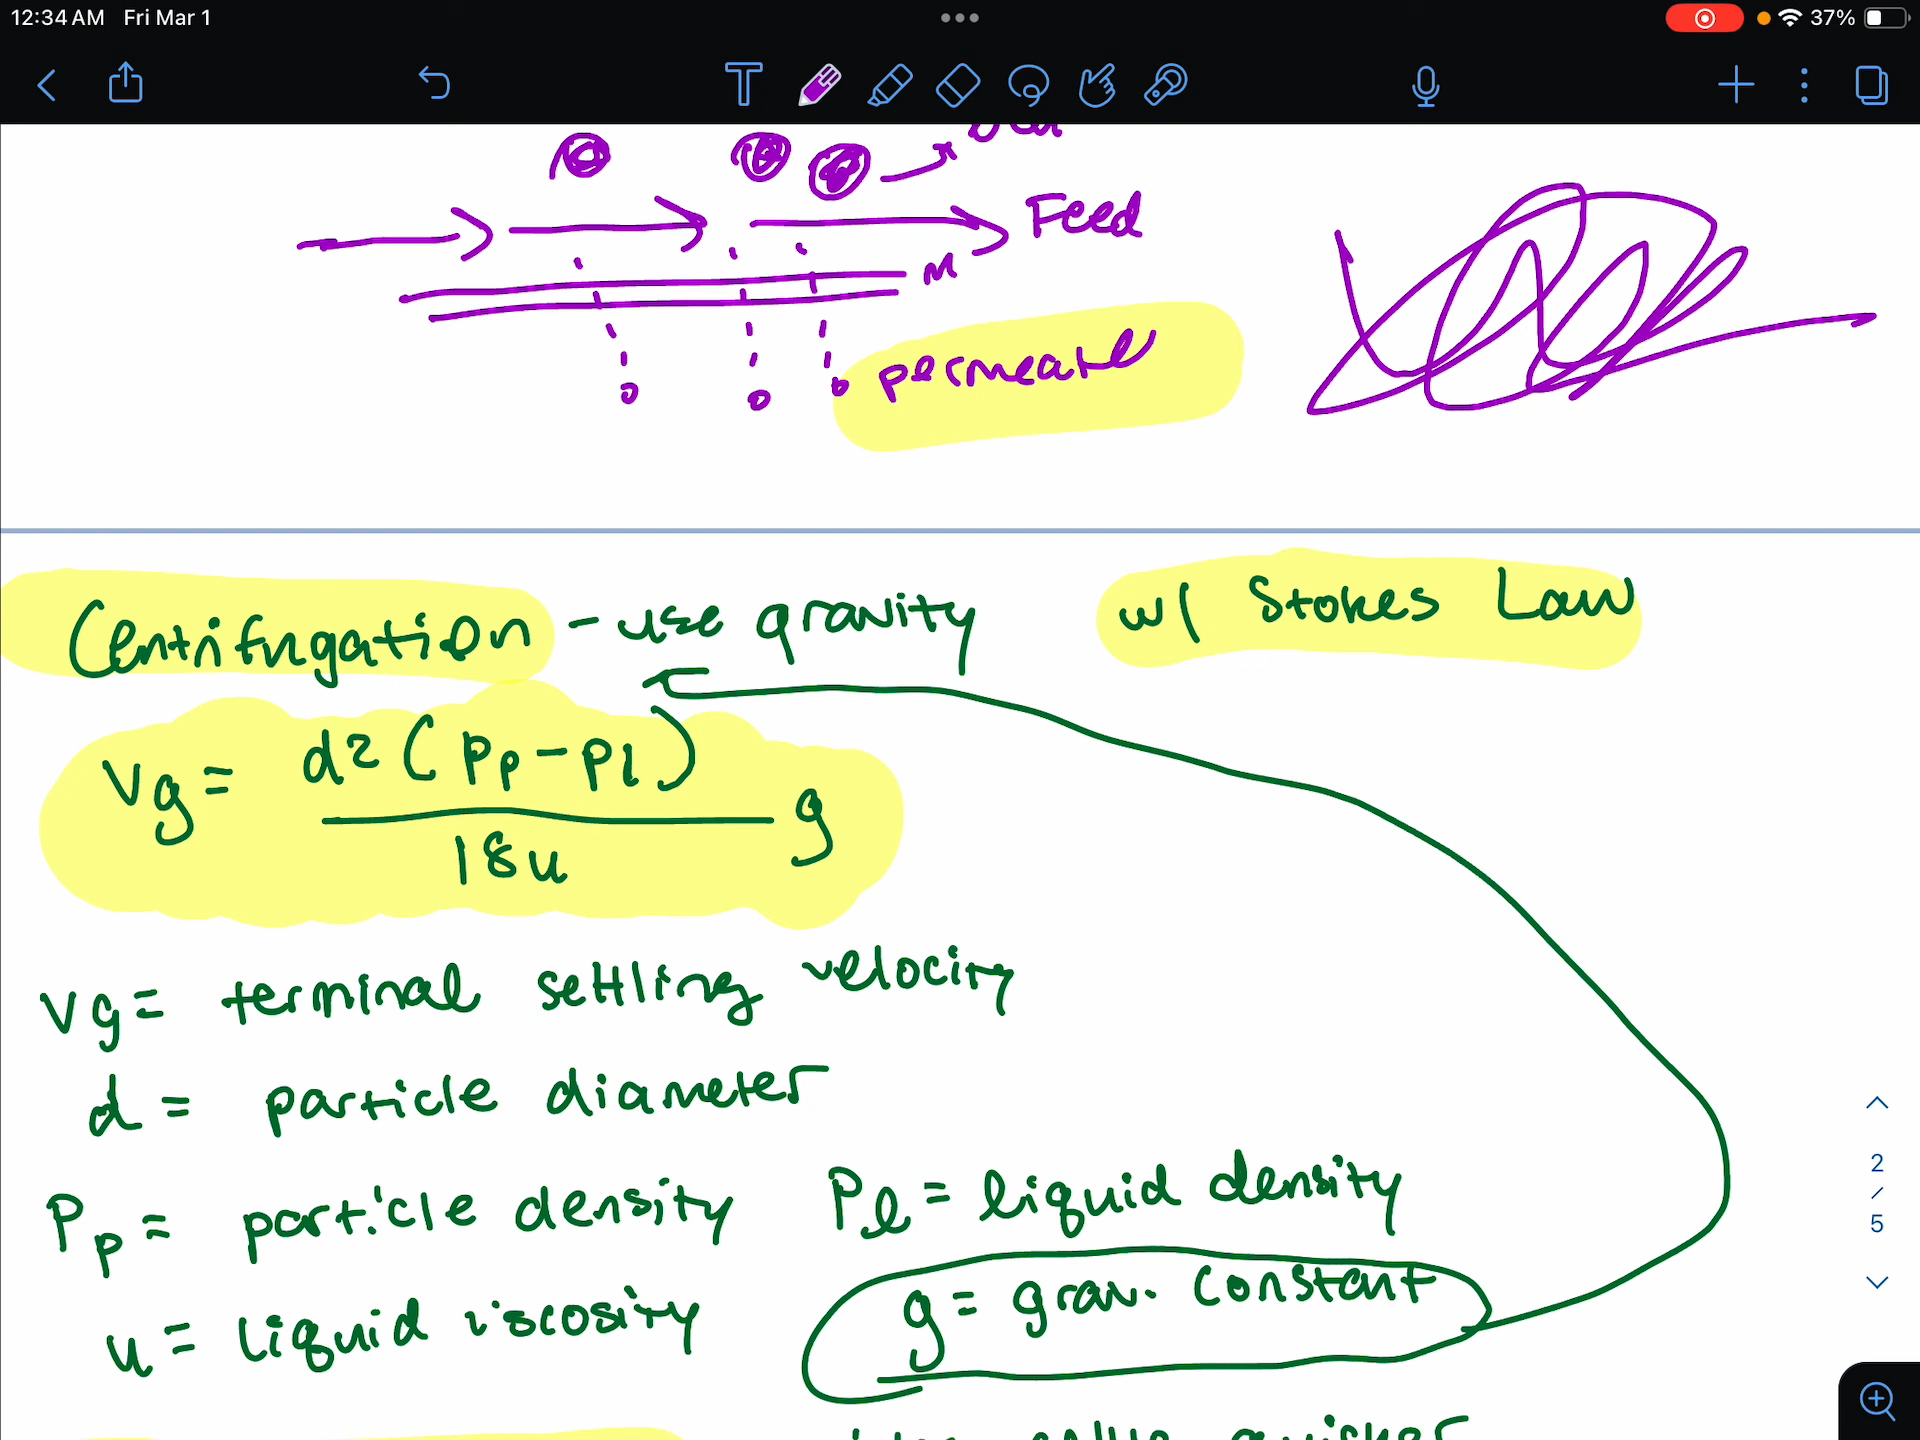 12:34 AM Fri Mar 1
37%
T
Feed
M
permeate
Centrifugation - use gravity
w/ Stokes Law
Vg = d2 (Pp - Pl) / 18u g
Vg = terminal settling velocity
d = particle diameter
Pp = particle density
Pl = liquid density
u = liquid viscosity
g = grav. constant
quicker
2
/
5